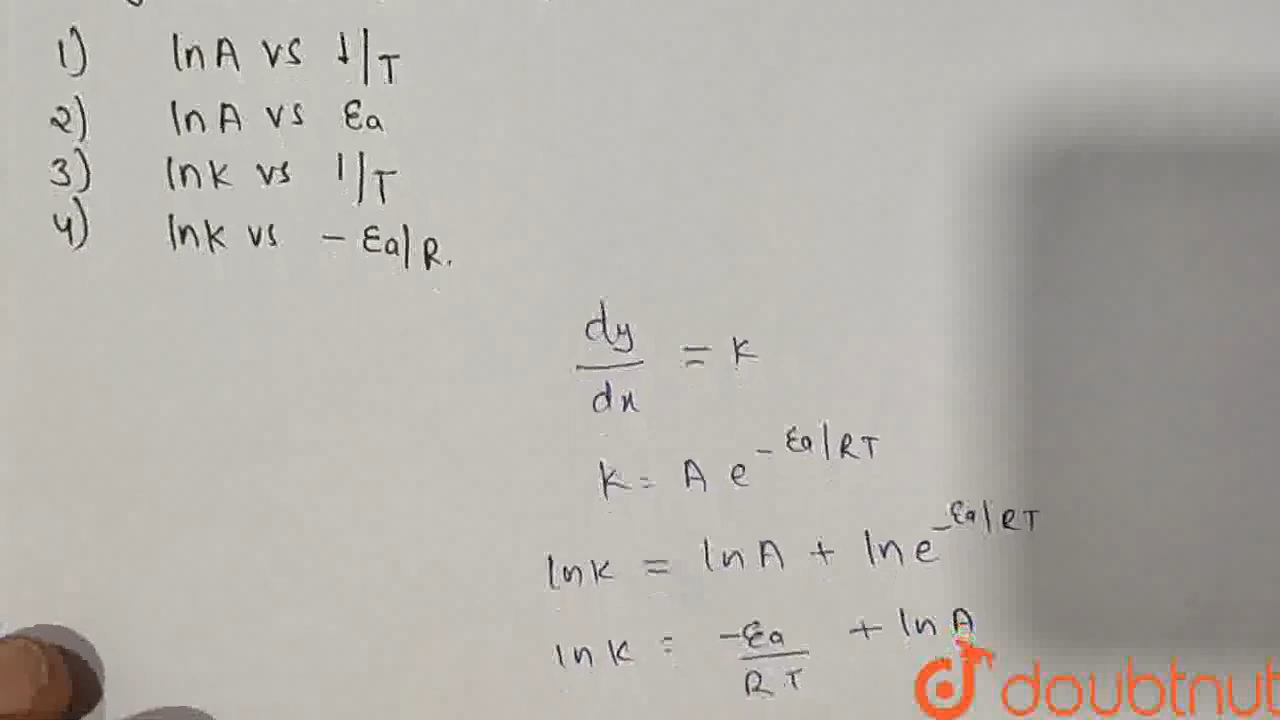 1) ln A vs 1/T
2) ln A vs Ea
3) ln K vs 1/T
4) ln K vs - Ea/R.
dy/dx = K
K = A e^-Ea/RT
ln K = ln A + ln e^-Ea/RT
ln K = -Ea/RT + ln A
doubtnut